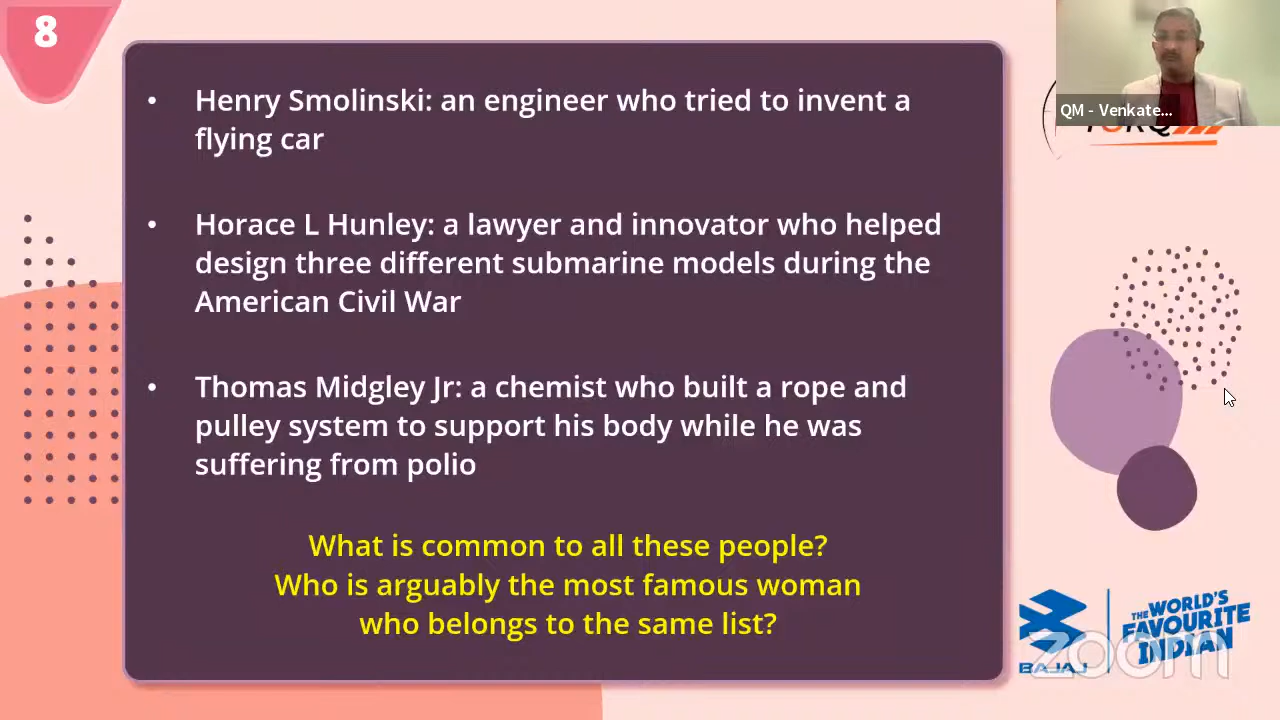 8
• Henry Smolinski: an engineer who tried to invent a
flying car
• Horace L Hunley: a lawyer and innovator who helped
design three different submarine models during the
American Civil War
• Thomas Midgley Jr: a chemist who built a rope and
pulley system to support his body while he was
suffering from polio
What is common to all these people?
Who is arguably the most famous woman
who belongs to the same list?
QM - Venkate...
BAJAJ
THE WORLD'S
FAVOURITE
INDIAN
zoom